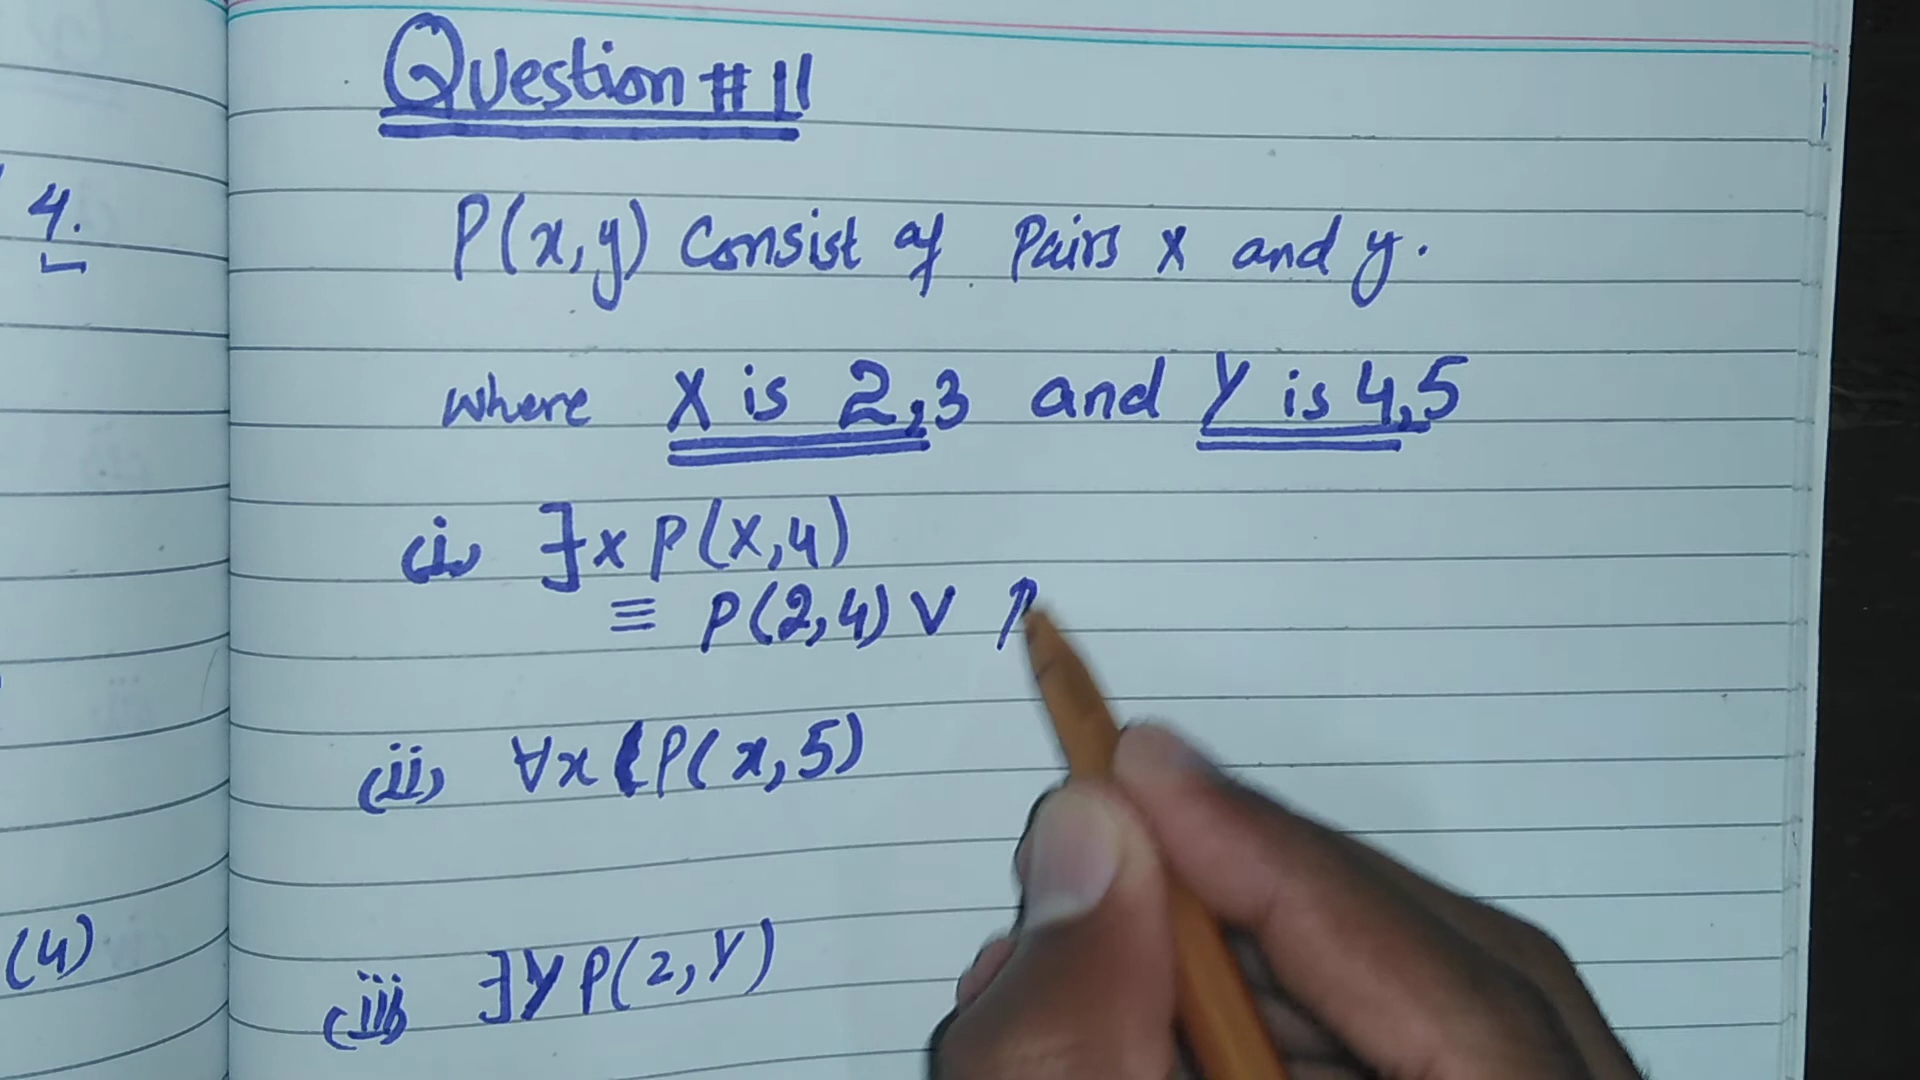 Question # 11
P(x,y) Consist of Pairs x and y.
where X is 2,3 and Y is 4,5
(i) ∃x P(x,4)
≡ P(2,4) ∨ P
(ii) ∀x (P(x,5)
(iii) ∃y P(2,Y)
4.
(4)